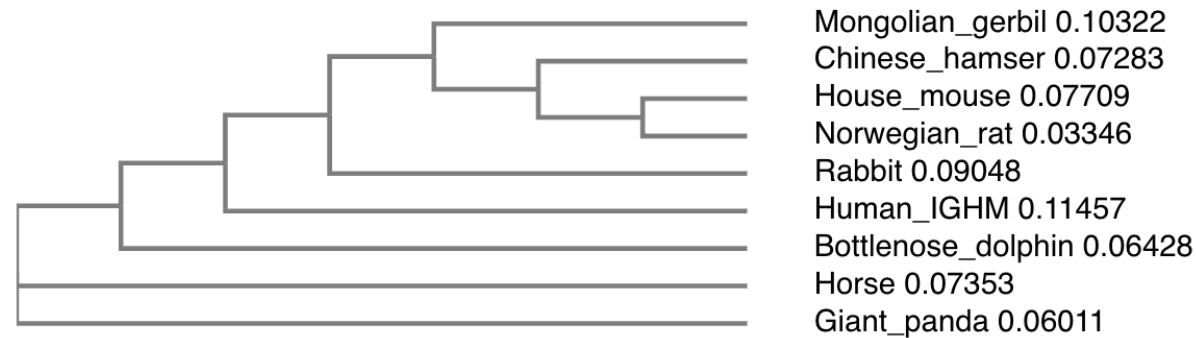 Mongolian_gerbil 0.10322
Chinese_hamser 0.07283
House_mouse 0.07709
Norwegian_rat 0.03346
Rabbit 0.09048
Human_IGHM 0.11457
Bottlenose_dolphin 0.06428
Horse 0.07353
Giant_panda 0.06011